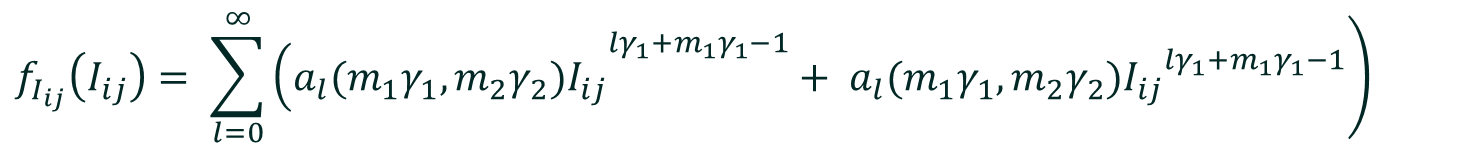 f_{I_{ij}}(I_{ij}) = \sum_{l=0}^{\infty} \left( a_l(m_1\gamma_1, m_2\gamma_2) I_{ij}^{l\gamma_1+m_1\gamma_1-1} + a_l(m_1\gamma_1, m_2\gamma_2) I_{ij}^{l\gamma_1+m_1\gamma_1-1} \right)